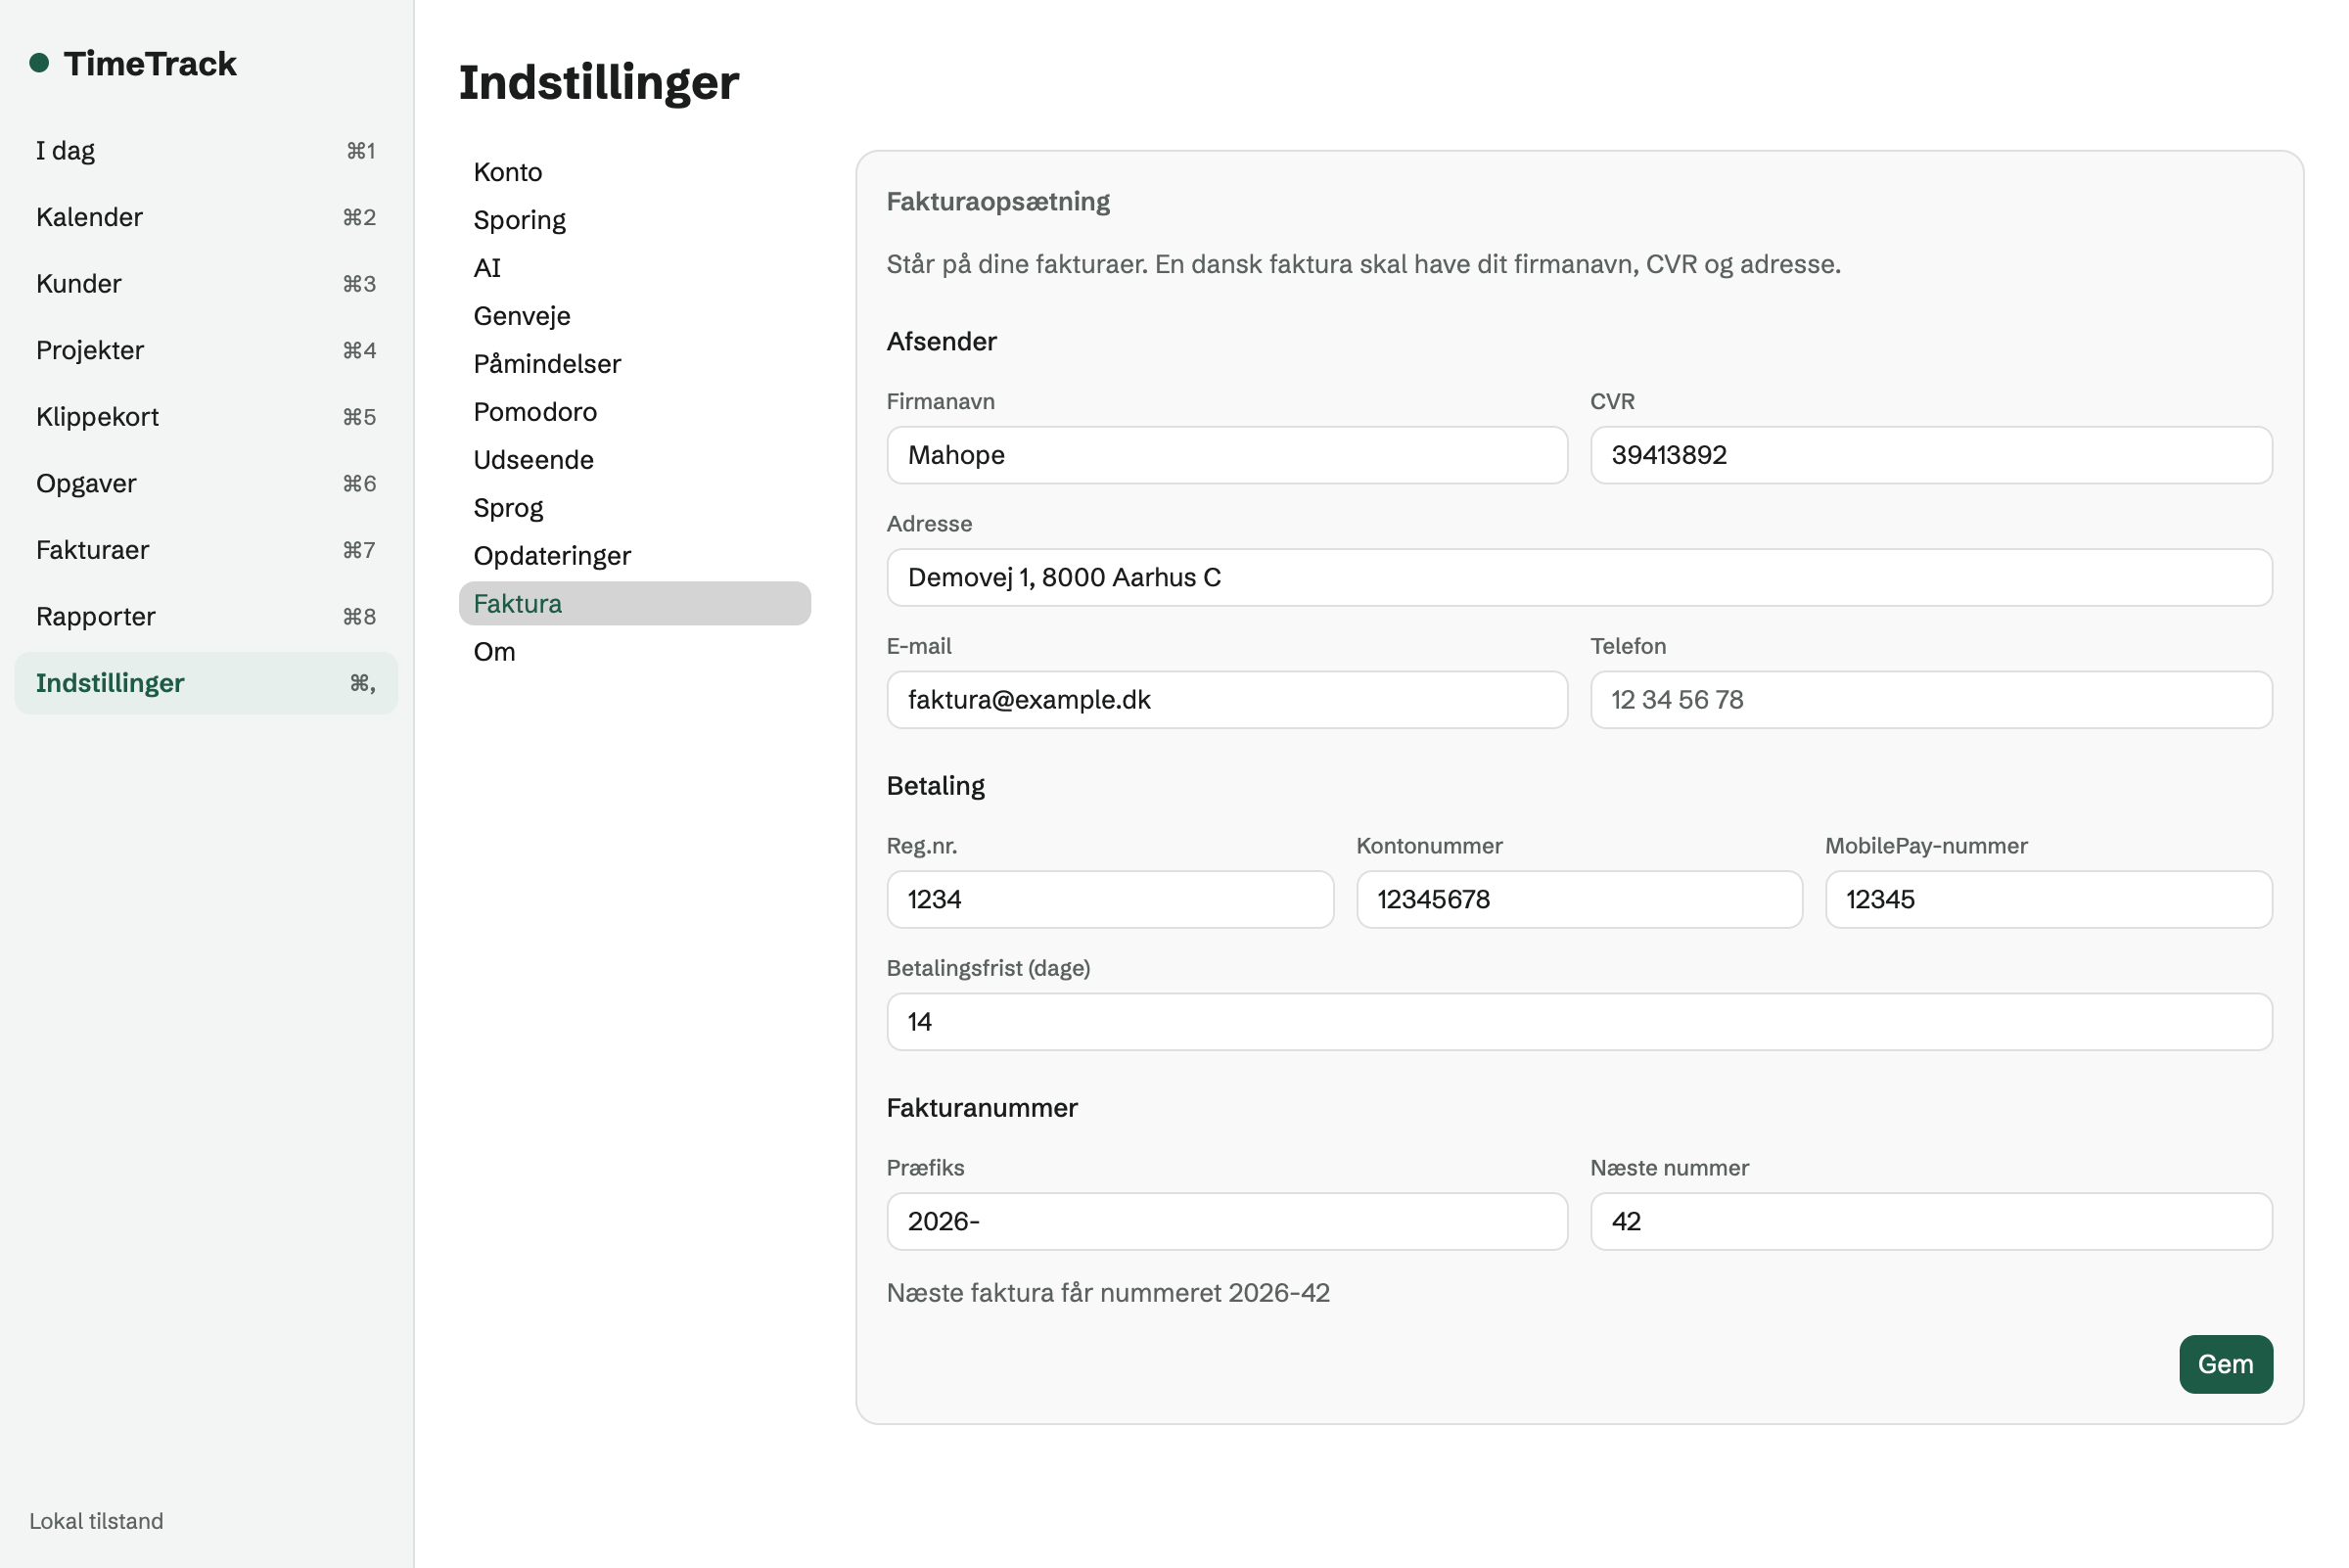 TimeTrack
I dag ⌘1
Kalender ⌘2
Kunder ⌘3
Projekter ⌘4
Klippekort ⌘5
Opgaver ⌘6
Fakturaer ⌘7
Rapporter ⌘8
Indstillinger ⌘,
Lokal tilstand
Indstillinger
Konto
Sporing
AI
Genveje
Påmindelser
Pomodoro
Udseende
Sprog
Opdateringer
Faktura
Om
Fakturaopsætning
Står på dine fakturaer. En dansk faktura skal have dit firmanavn, CVR og adresse.
Afsender
Firmanavn CVR
Mahope 39413892
Adresse
Demovej 1, 8000 Aarhus C
E-mail Telefon
faktura@example.dk 12 34 56 78
Betaling
Reg.nr. Kontonummer MobilePay-nummer
1234 12345678 12345
Betalingsfrist (dage)
14
Fakturanummer
Præfiks Næste nummer
2026- 42
Næste faktura får nummeret 2026-42
Gem